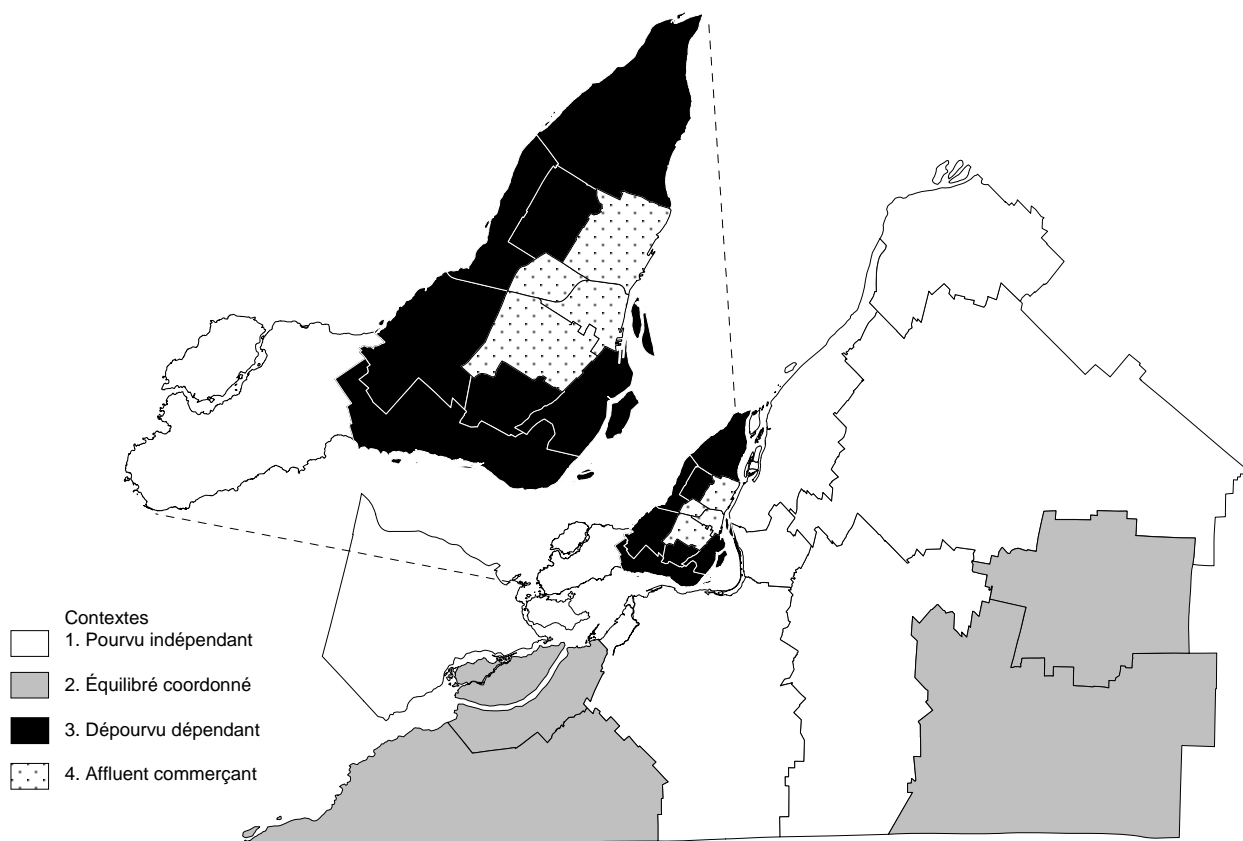 Contextes
1. Pourvu indépendant
2. Équilibré coordonné
3. Dépourvu dépendant
4. Affluent commerçant